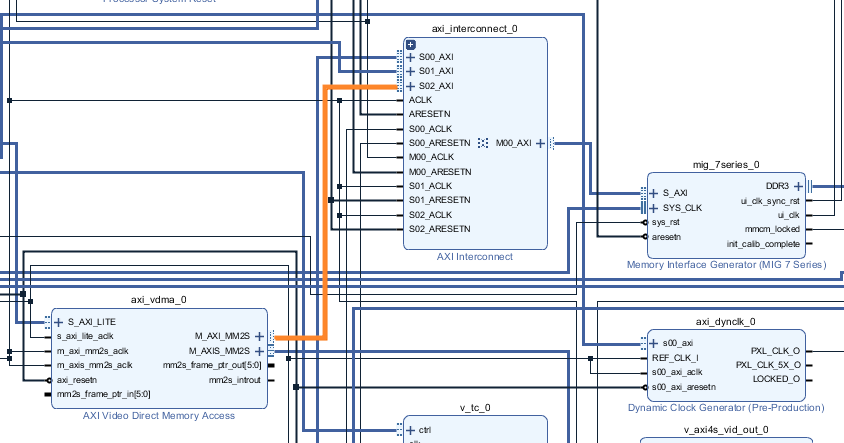 Processor System Reset
axi_interconnect_0
S00_AXI
S01_AXI
S02_AXI
ACLK
ARESETN
S00_ACLK
S00_ARESETN
M00_AXI
M00_ACLK
M00_ARESETN
S01_ACLK
S01_ARESETN
S02_ACLK
S02_ARESETN
AXI Interconnect
mig_7series_0
DDR3
S_AXI
ui_clk_sync_rst
SYS_CLK
ui_clk
sys_rst
mmcm_locked
aresetn
init_calib_complete
Memory Interface Generator (MIG 7 Series)
axi_vdma_0
S_AXI_LITE
s_axi_lite_aclk
M_AXI_MM2S
m_axi_mm2s_aclk
M_AXIS_MM2S
m_axis_mm2s_aclk
mm2s_frame_ptr_out[5:0]
axi_resetn
mm2s_introut
mm2s_frame_ptr_in[5:0]
AXI Video Direct Memory Access
axi_dynclk_0
s00_axi
PXL_CLK_O
REF_CLK_I
PXL_CLK_5X_O
s00_axi_aclk
LOCKED_O
s00_axi_aresetn
Dynamic Clock Generator (Pre-Production)
v_tc_0
ctrl
v_axi4s_vid_out_0